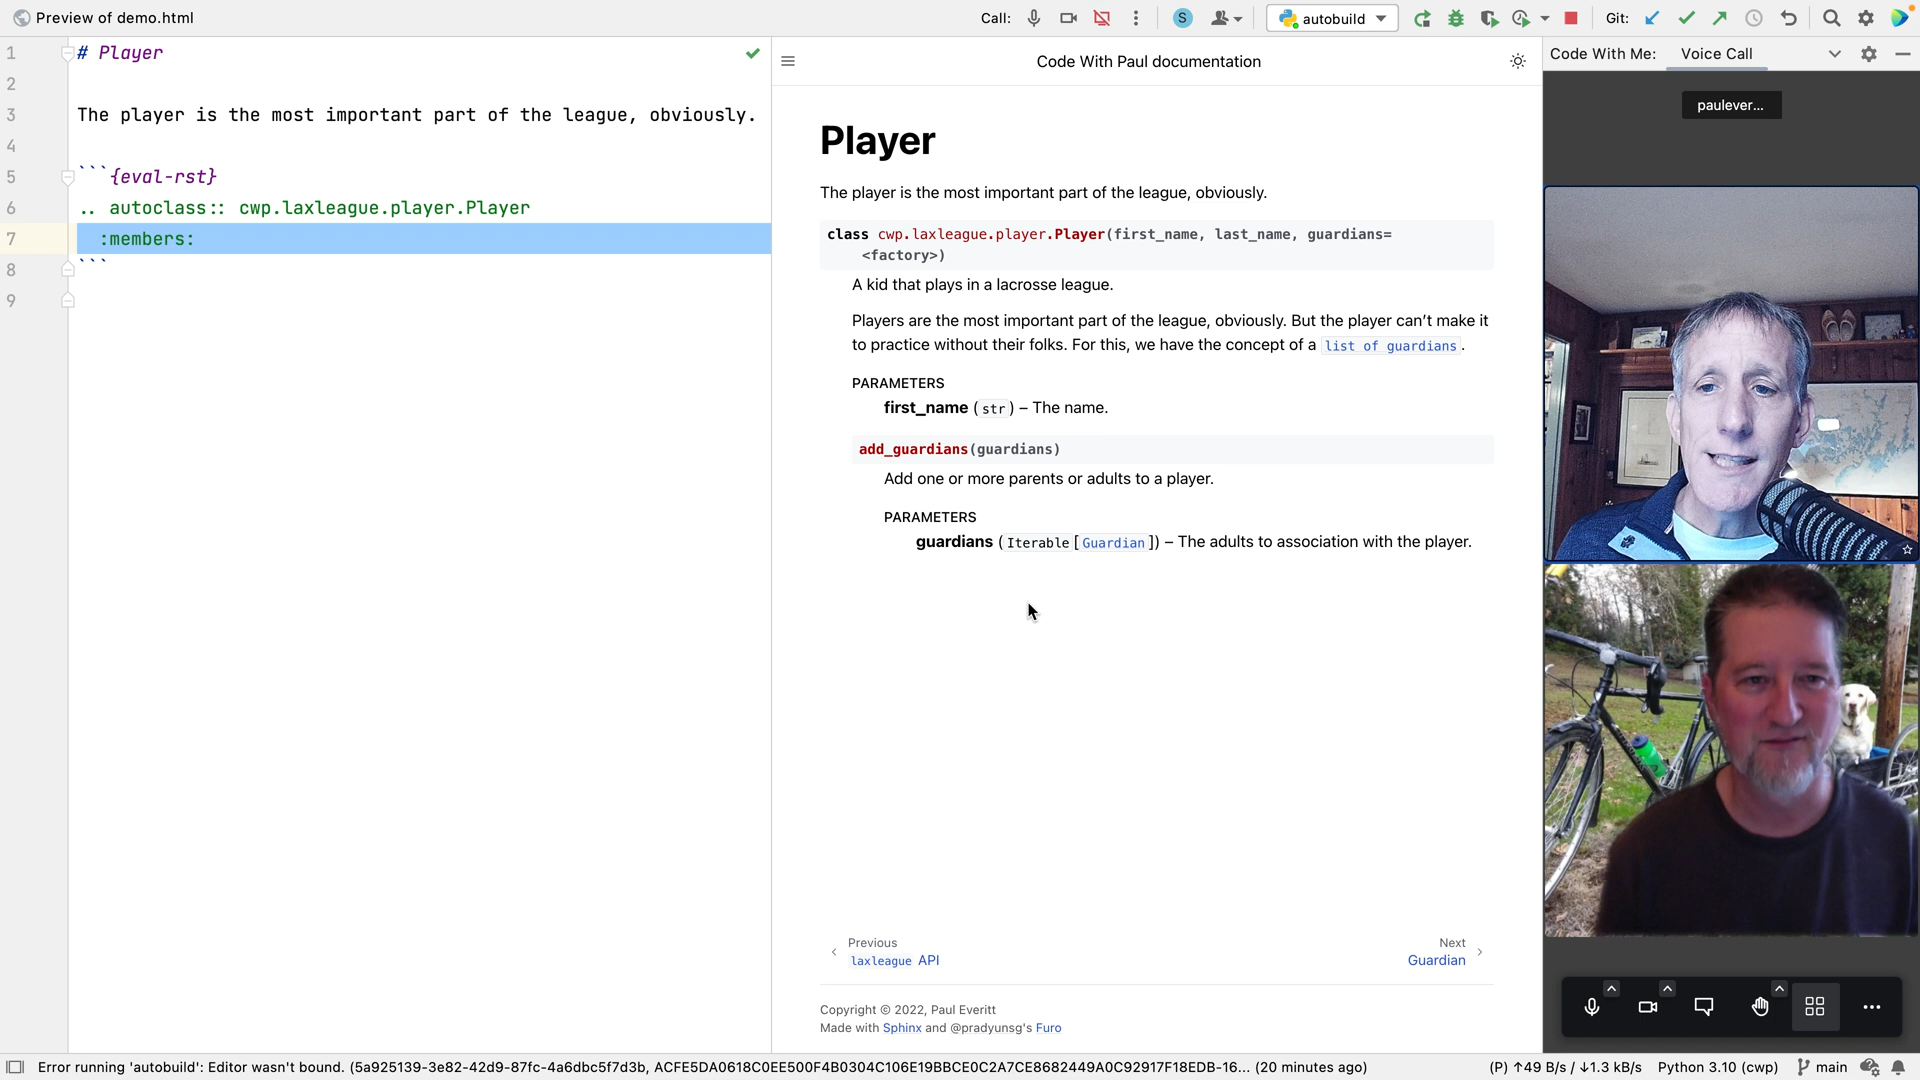 Preview of demo.html
Call:
S
autobuild
Git:
1 # Player
2
3 The player is the most important part of the league, obviously.
4
5 ```{eval-rst}
6 .. autoclass:: cwp.laxleague.player.Player
7 :members:
8 ```
9
Code With Paul documentation
Player
The player is the most important part of the league, obviously.
class cwp.laxleague.player.Player(first_name, last_name, guardians=
<factory>)
A kid that plays in a lacrosse league.
Players are the most important part of the league, obviously. But the player can’t make it
to practice without their folks. For this, we have the concept of a list of guardians.
PARAMETERS
first_name (str) – The name.
add_guardians(guardians)
Add one or more parents or adults to a player.
PARAMETERS
guardians (Iterable[Guardian]) – The adults to association with the player.
Previous
laxleague API
Next
Guardian
Copyright © 2022, Paul Everitt
Made with Sphinx and @pradyunsg's Furo
Code With Me: Voice Call
paulever...
Error running 'autobuild': Editor wasn't bound. (5a925139-3e82-42d9-87fc-4a6dbc5f7d3b, ACFE5DA0618C0EE500F4B0304C106E19BBCE0C2A7CE8682449A0C92917F18EDB-16... (20 minutes ago)
(P) ↑49 B/s / ↓1.3 kB/s Python 3.10 (cwp) main